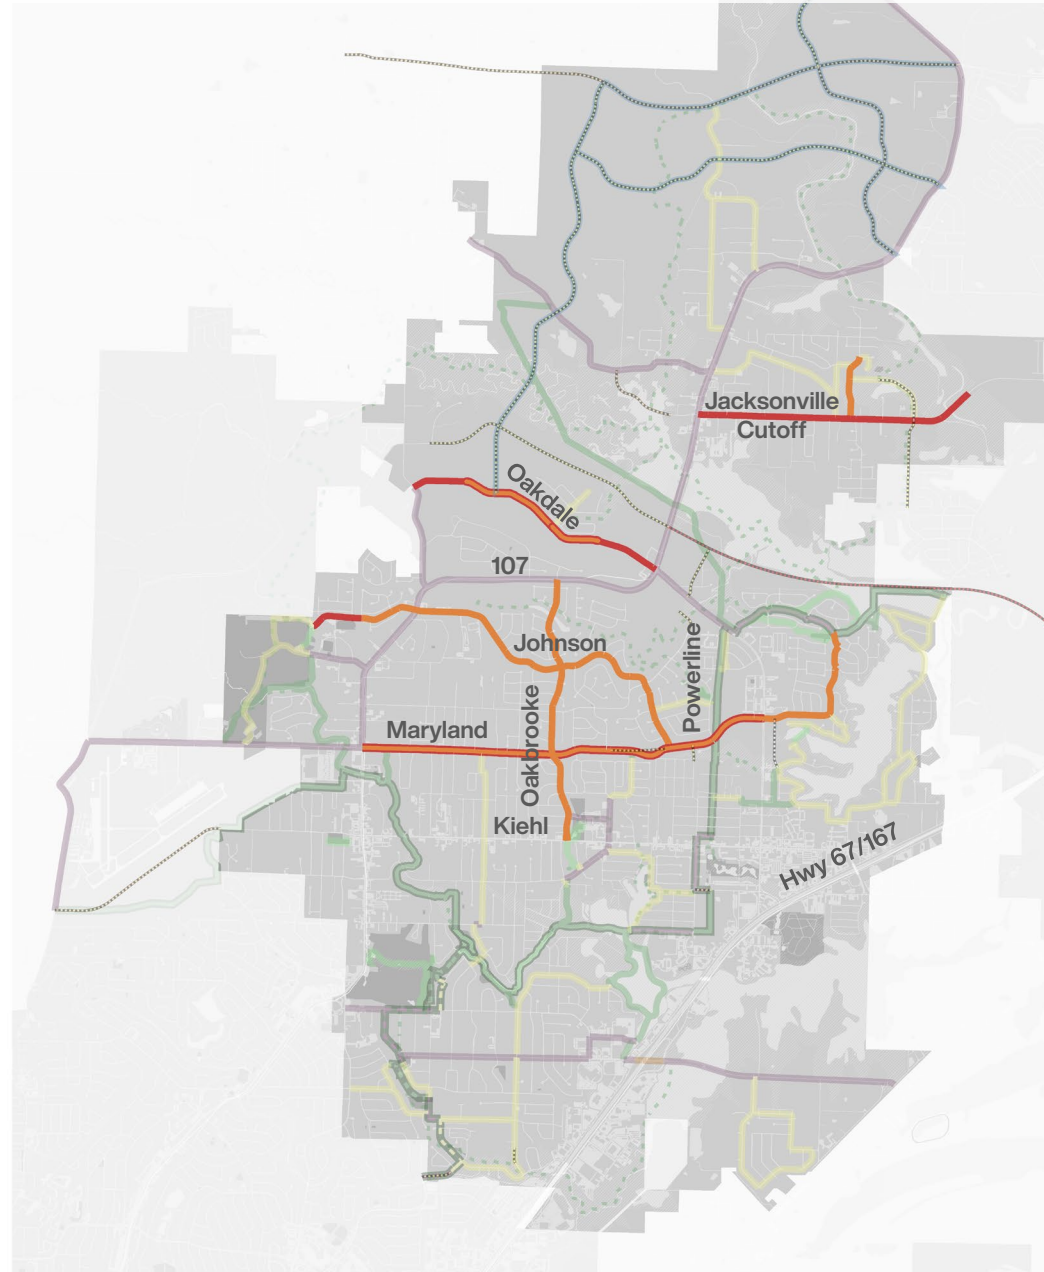 Jacksonville
Cutoff
Oakdale
107
Johnson
Powerline
Oakbrooke
Maryland
Kiehl
Hwy 67/167